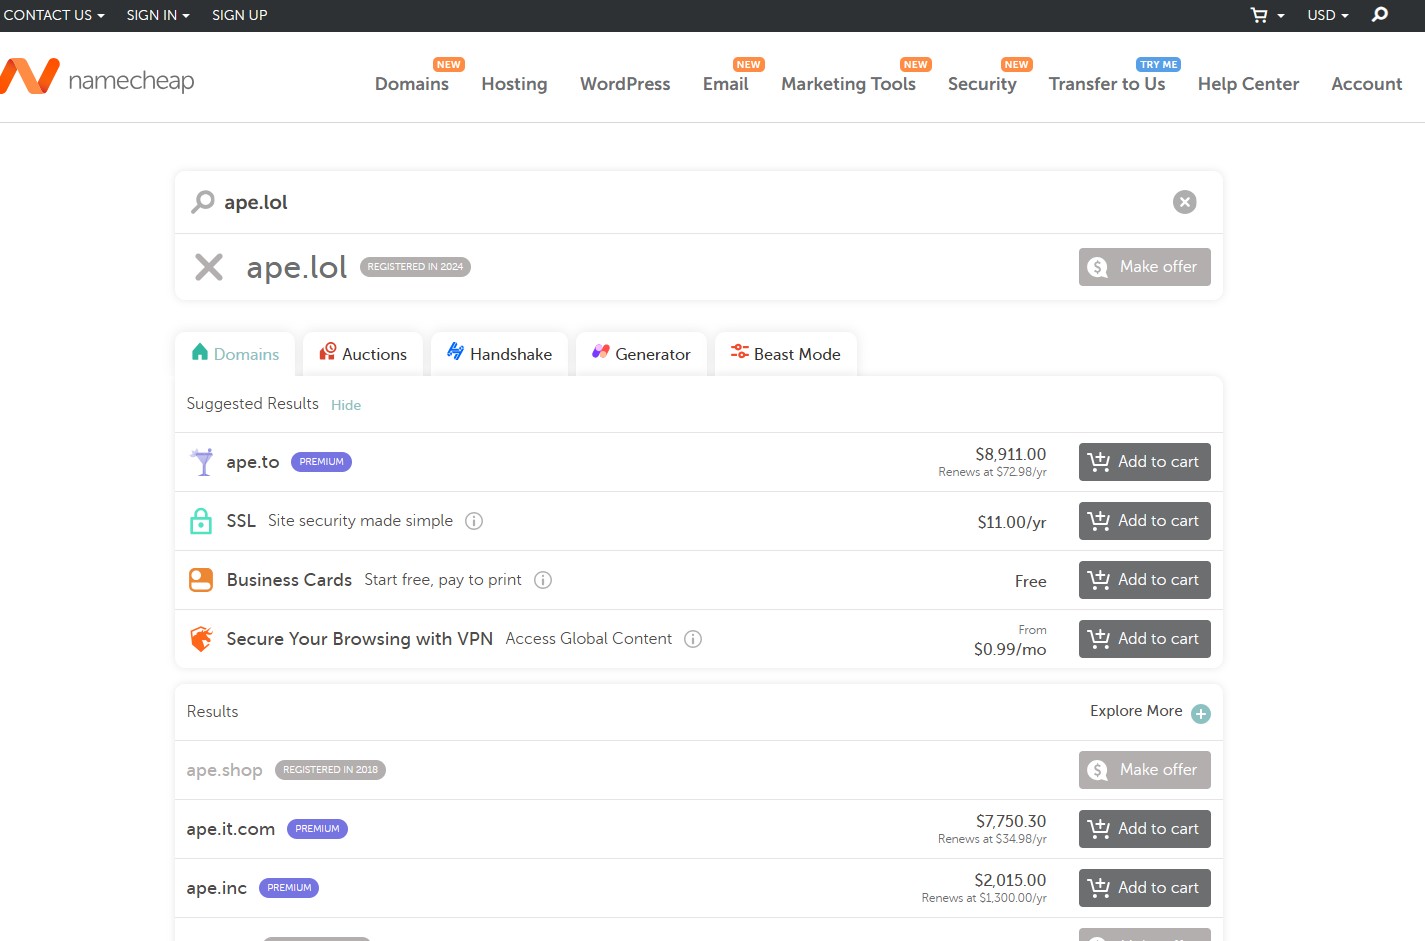 CONTACT US SIGN IN SIGN UP USD
namecheap
NEW NEW NEW NEW TRY ME
Domains Hosting WordPress Email Marketing Tools Security Transfer to Us Help Center Account
ape.lol
ape.lol REGISTERED IN 2024 Make offer
Domains Auctions Handshake Generator Beast Mode
Suggested Results Hide
ape.to PREMIUM $8,911.00 Add to cart
Renews at $72.98/yr
SSL Site security made simple $11.00/yr Add to cart
Business Cards Start free, pay to print Free Add to cart
From
Secure Your Browsing with VPN Access Global Content $0.99/mo Add to cart
Results Explore More
ape.shop REGISTERED IN 2018 Make offer
ape.it.com PREMIUM $7,750.30 Add to cart
Renews at $34.98/yr
ape.inc PREMIUM $2,015.00 Add to cart
Renews at $1,300.00/yr